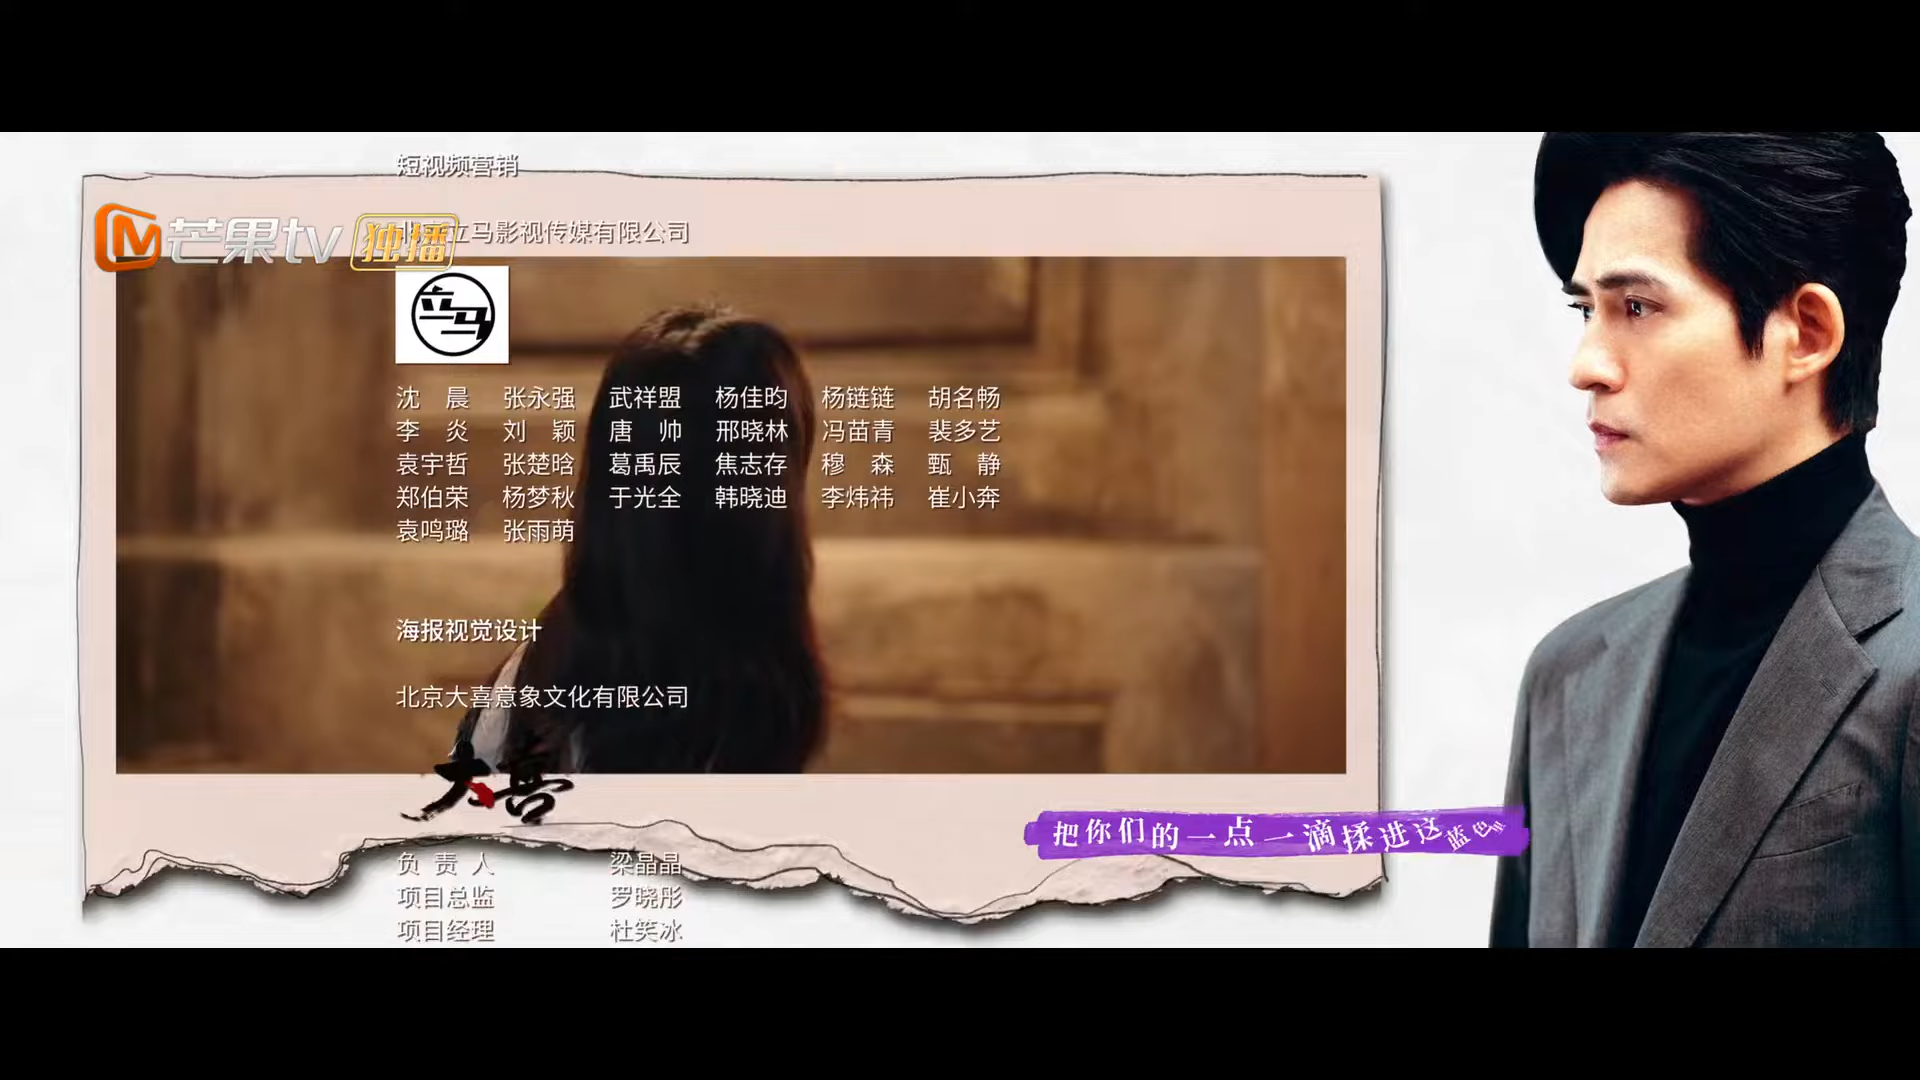 短视频营销
芒果tv 独播
北京立马影视传媒有限公司
立马
沈晨 张永强 武祥盟 杨佳昀 杨链链 胡名畅
李炎 刘颖 唐帅 邢晓林 冯苗青 裴多艺
袁宇哲 张楚晗 葛禹辰 焦志存 穆森 甄静
郑伯荣 杨梦秋 于光全 韩晓迪 李炜祎 崔小奔
袁鸣璐 张雨萌
海报视觉设计
北京大喜意象文化有限公司
大喜
把你们的一点一滴揉进这蓝色
负责人 梁晶晶
项目总监 罗晓彤
项目经理 杜笑冰